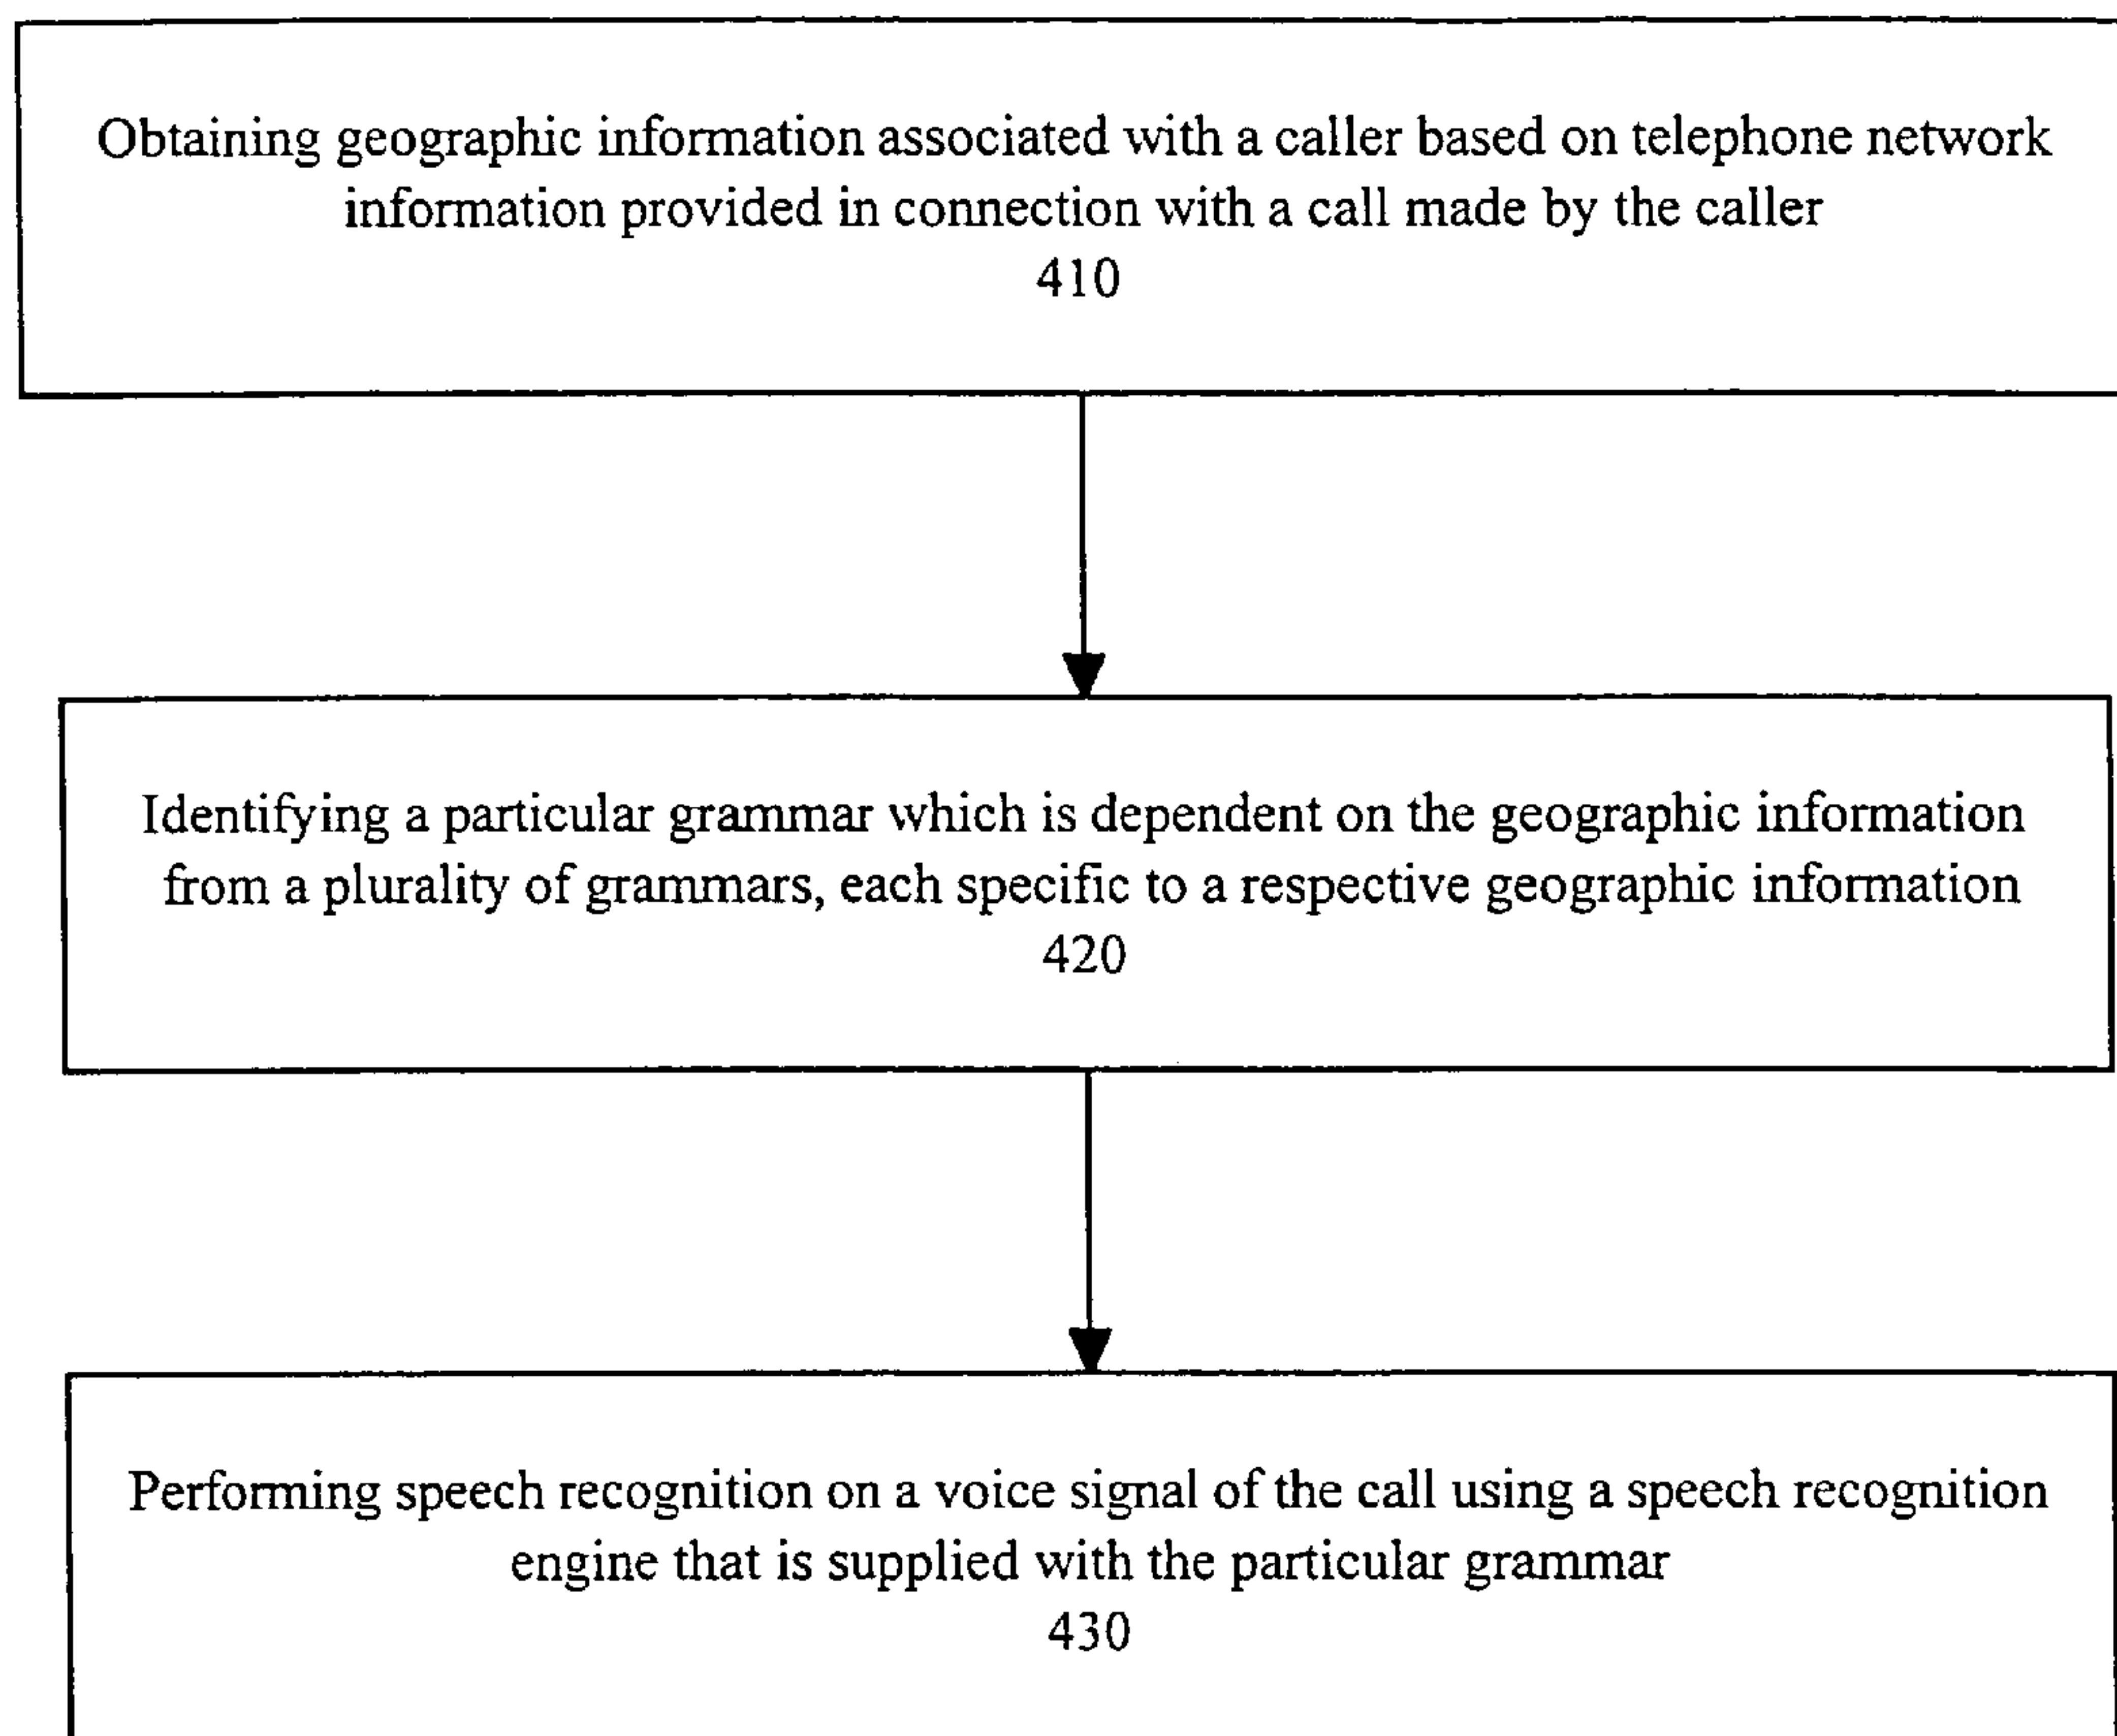 Obtaining geographic information associated with a caller based on telephone network
information provided in connection with a call made by the caller
410
Identifying a particular grammar which is dependent on the geographic information
from a plurality of grammars, each specific to a respective geographic information
420
Performing speech recognition on a voice signal of the call using a speech recognition
engine that is supplied with the particular grammar
430